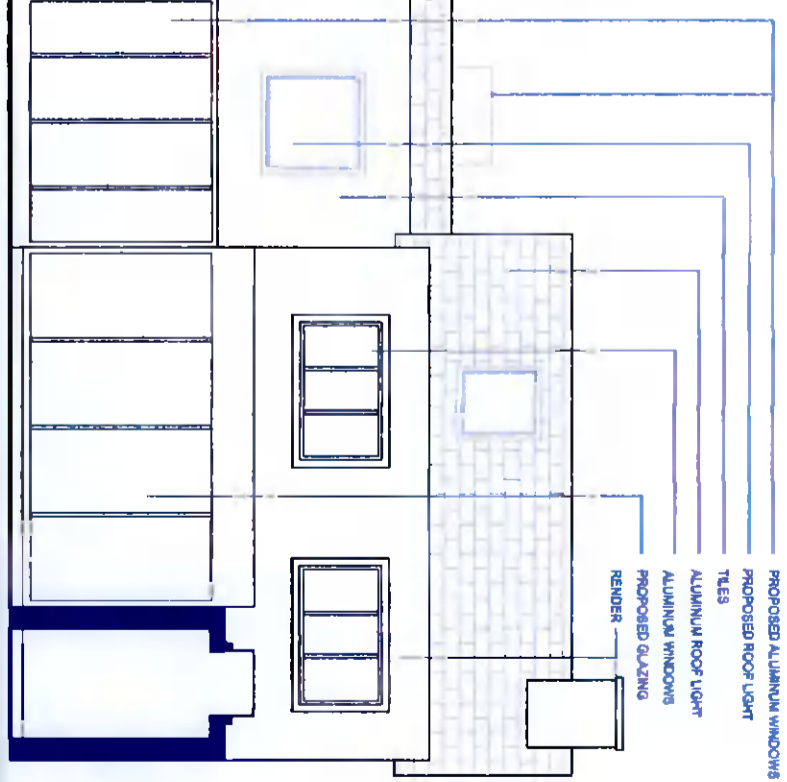 PROPOSED ALUMINUM WINDOWS
PROPOSED ROOF LIGHT
TILES
ALUMINUM ROOF LIGHT
ALUMINUM WINDOWS
PROPOSED GLAZING
RENDER